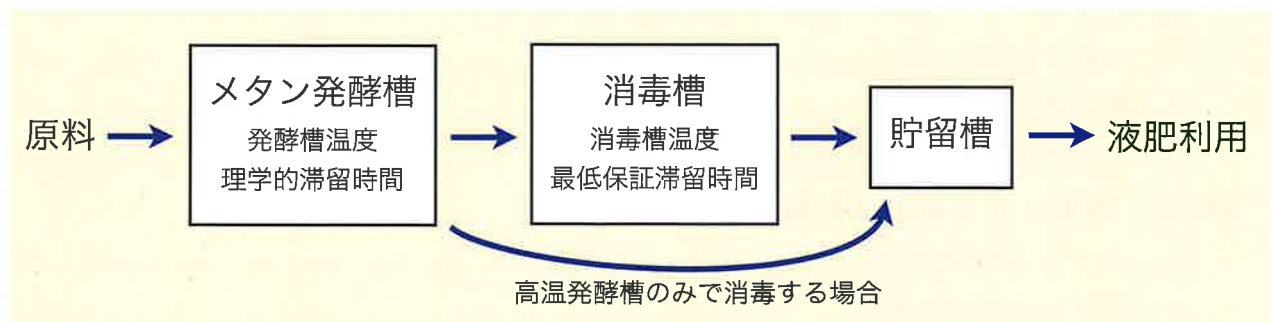 原料
メタン発酵槽
発酵槽温度
理学的滞留時間
消毒槽
消毒槽温度
最低保証滞留時間
貯留槽
液肥利用
高温発酵槽のみで消毒する場合